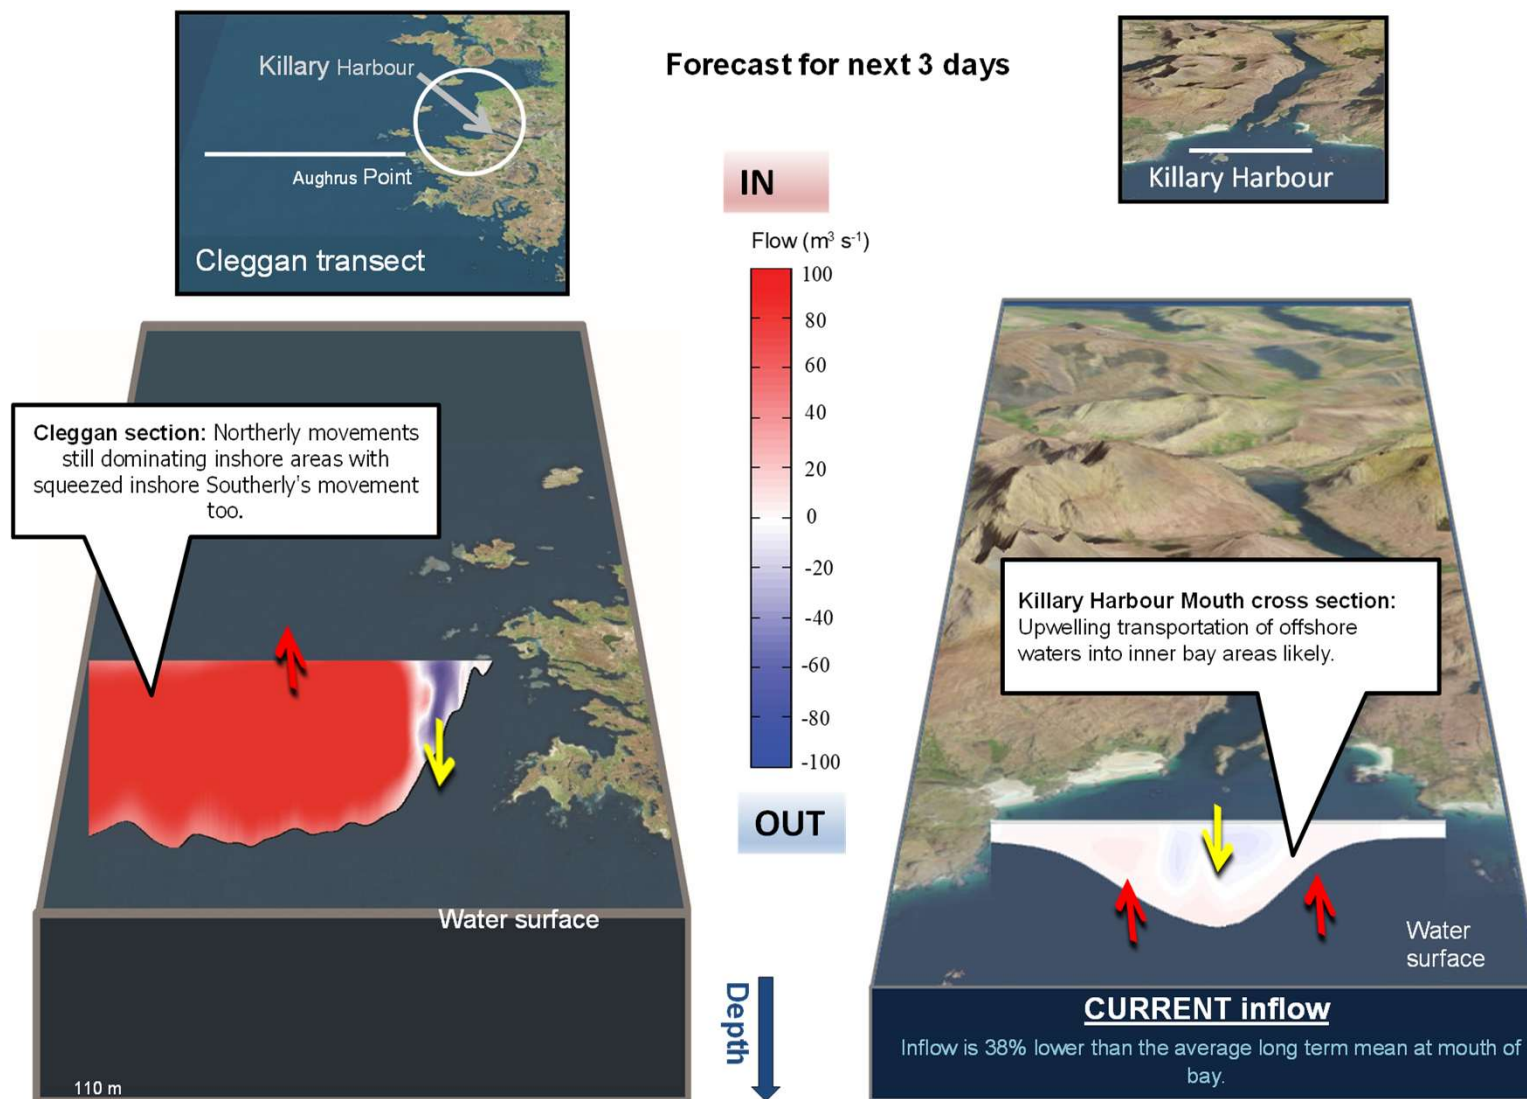 Forecast for next 3 days
Killary Harbour
Aughrus Point
Cleggan transect
Killary Harbour
IN
Flow (m³ s⁻¹)
100
80
60
40
20
0
-20
-40
-60
-80
-100
OUT
Cleggan section: Northerly movements
still dominating inshore areas with
squeezed inshore Southerly's movement
too.
Water surface
110 m
Depth
Killary Harbour Mouth cross section:
Upwelling transportation of offshore
waters into inner bay areas likely.
Water
surface
CURRENT inflow
Inflow is 38% lower than the average long term mean at mouth of
bay.